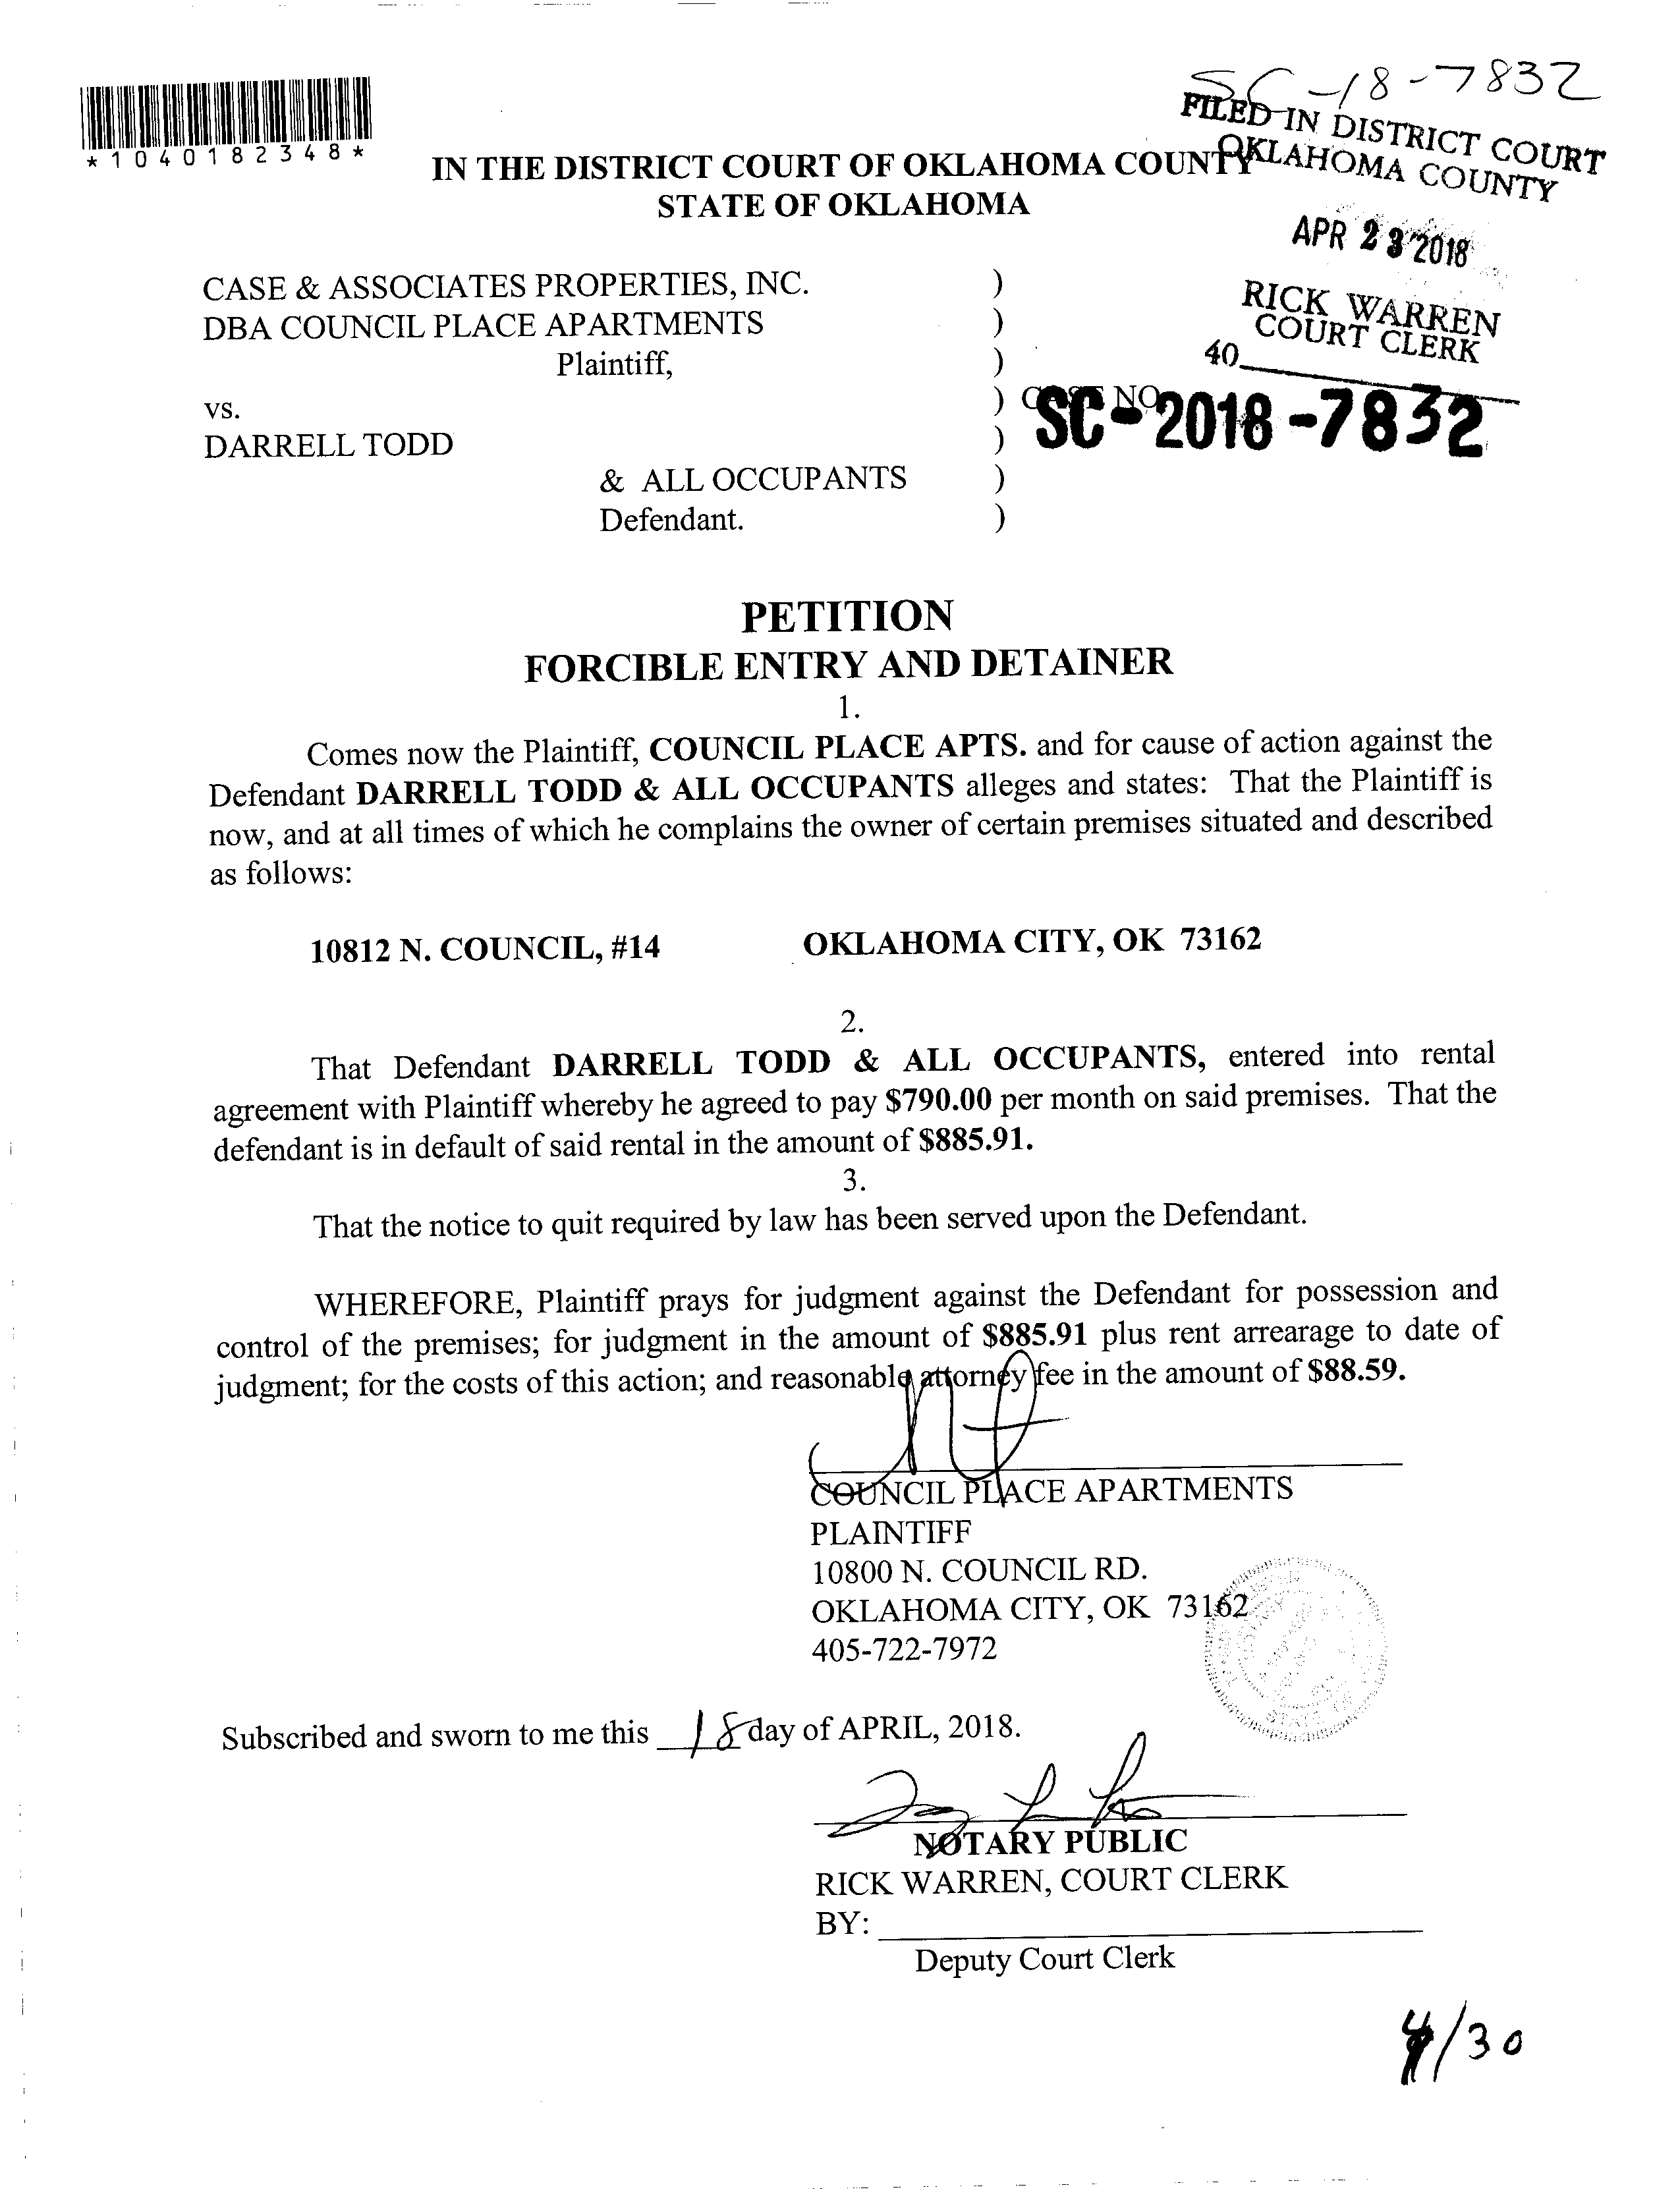 SC-18-7832
FILED IN DISTRICT COURT
OKLAHOMA COUNTY
*1040182348*
IN THE DISTRICT COURT OF OKLAHOMA COUNTY
STATE OF OKLAHOMA
APR 23 2018
RICK WARREN
COURT CLERK
40
CASE & ASSOCIATES PROPERTIES, INC. )
DBA COUNCIL PLACE APARTMENTS )
Plaintiff, )
) CASE NO
SC-2018-7832
vs.
DARRELL TODD )
& ALL OCCUPANTS )
Defendant. )
PETITION
FORCIBLE ENTRY AND DETAINER
1.
Comes now the Plaintiff, COUNCIL PLACE APTS. and for cause of action against the
Defendant DARRELL TODD & ALL OCCUPANTS alleges and states: That the Plaintiff is
now, and at all times of which he complains the owner of certain premises situated and described
as follows:
10812 N. COUNCIL, #14 OKLAHOMA CITY, OK 73162
2.
That Defendant DARRELL TODD & ALL OCCUPANTS, entered into rental
agreement with Plaintiff whereby he agreed to pay $790.00 per month on said premises. That the
defendant is in default of said rental in the amount of $885.91.
3.
That the notice to quit required by law has been served upon the Defendant.
WHEREFORE, Plaintiff prays for judgment against the Defendant for possession and
control of the premises; for judgment in the amount of $885.91 plus rent arrearage to date of
judgment; for the costs of this action; and reasonable attorney fee in the amount of $88.59.
COUNCIL PLACE APARTMENTS
PLAINTIFF
10800 N. COUNCIL RD.
OKLAHOMA CITY, OK 73162
405-722-7972
Subscribed and sworn to me this 18 day of APRIL, 2018.
NOTARY PUBLIC
RICK WARREN, COURT CLERK
BY:
Deputy Court Clerk
4/30